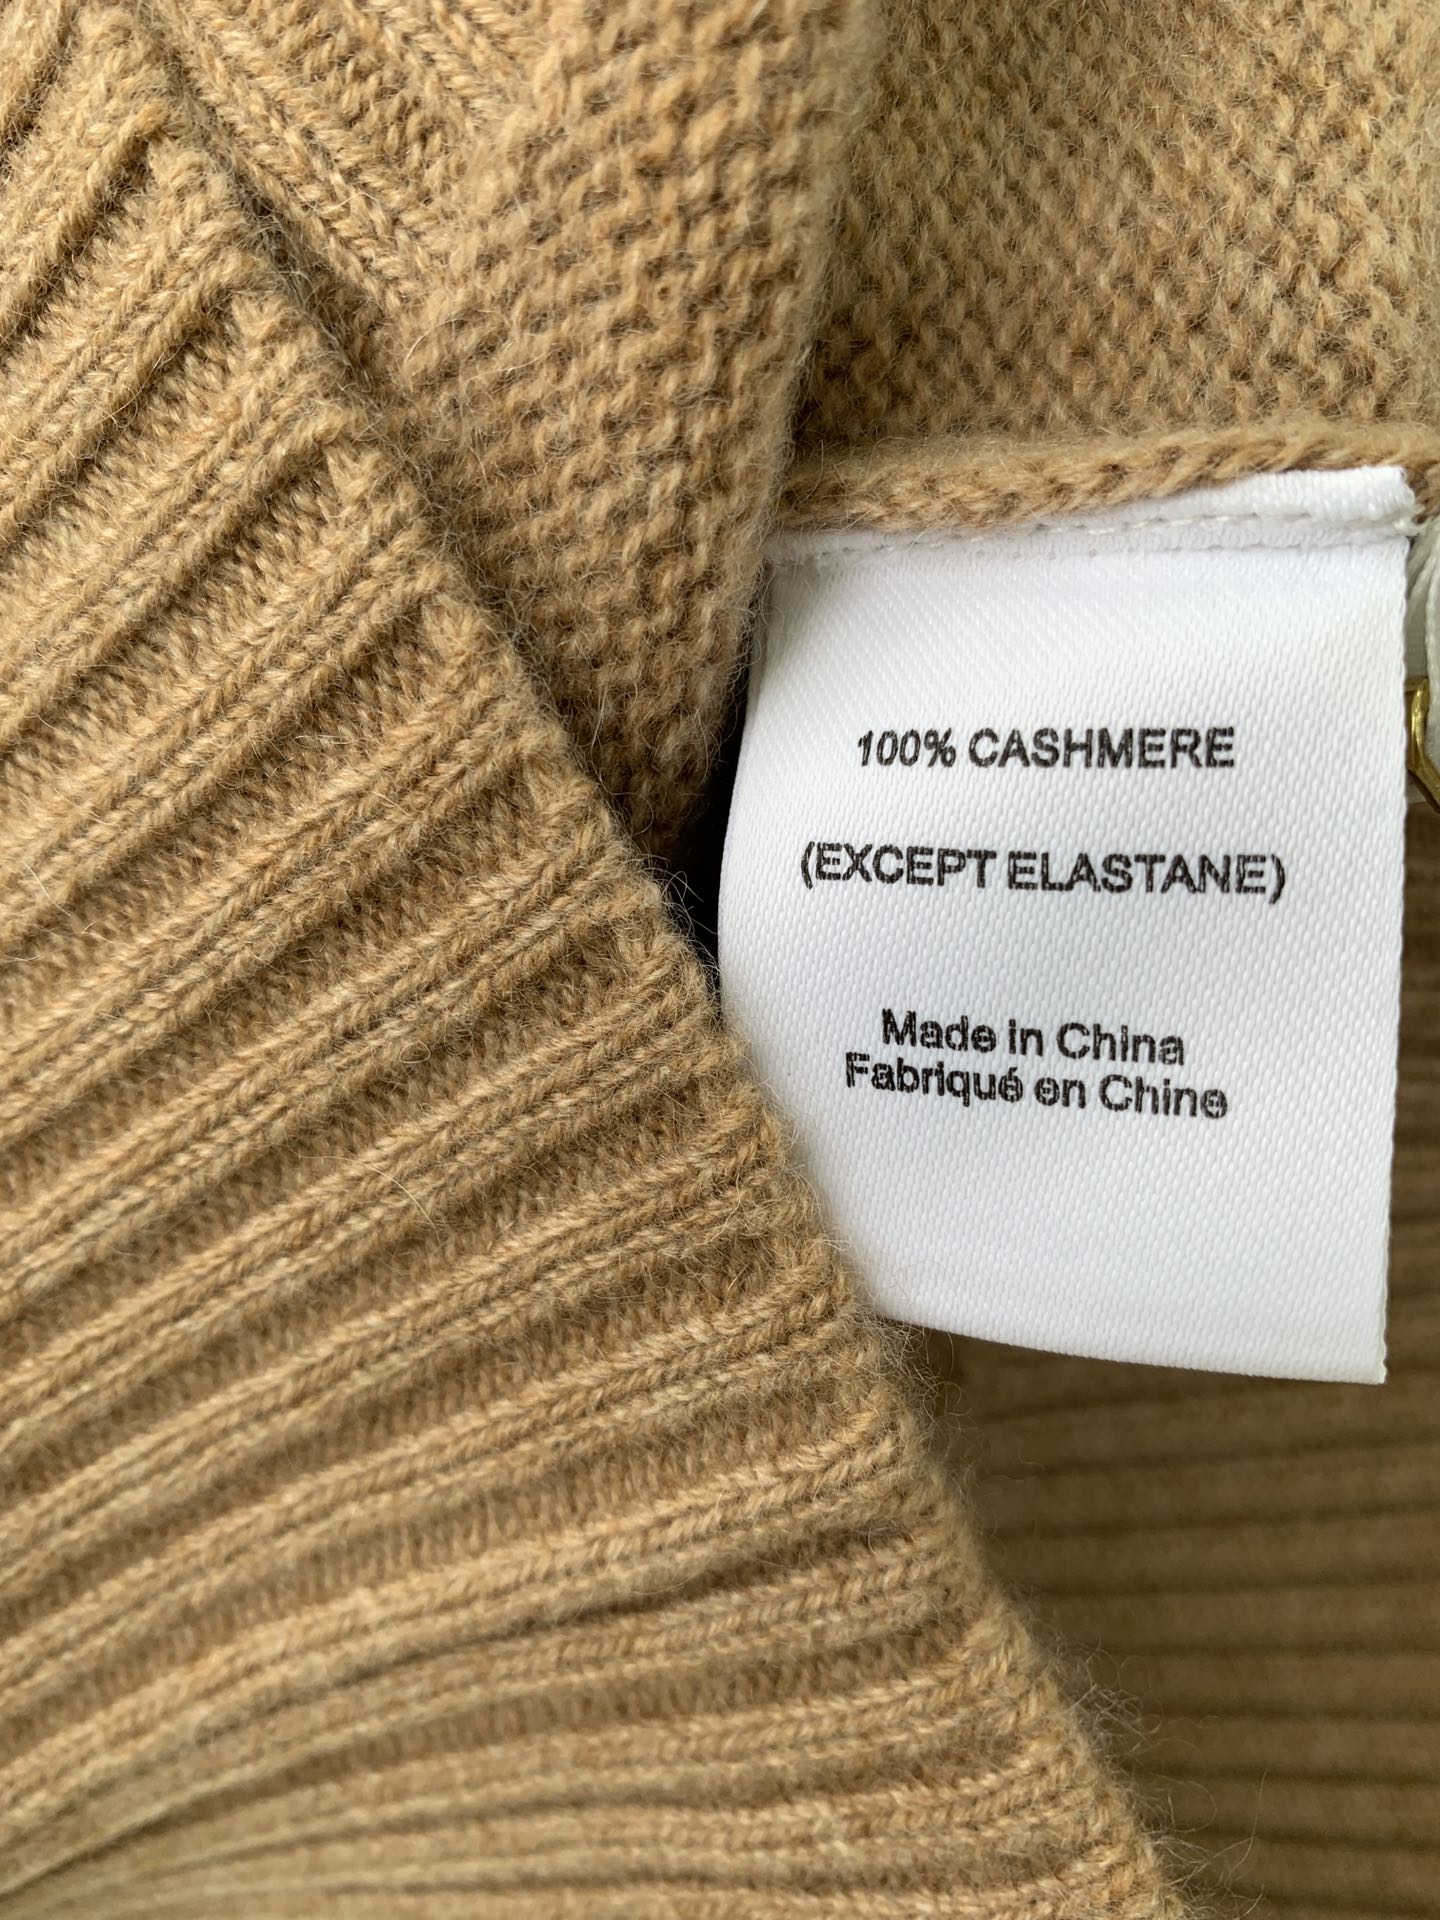 100% CASHMERE
(EXCEPT ELASTANE)
Made in China
Fabriqué en Chine